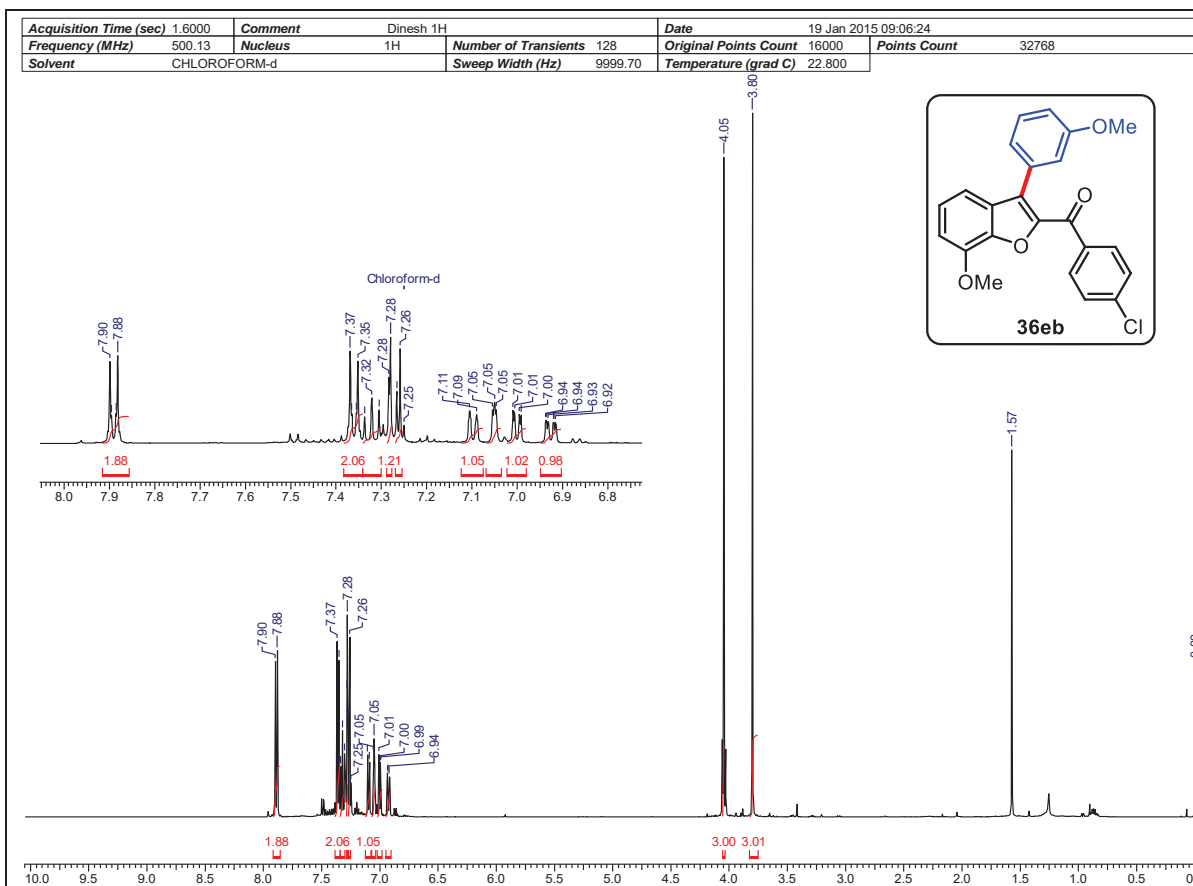 Acquisition Time (sec) 1.6000 Comment Dinesh 1H Date 19 Jan 2015 09:06:24
Frequency (MHz) 500.13 Nucleus 1H Number of Transients 128 Original Points Count 16000 Points Count 32768
Solvent CHLOROFORM-d Sweep Width (Hz) 9999.70 Temperature (grad C) 22.800
4.05 3.80
OMe
O
O
OMe
Cl
36eb
Chloroform-d
7.90 7.88 7.37 7.35 7.32 7.28 7.28 7.26 7.25 7.11 7.09 7.05 7.05 7.05 7.01 7.01 7.00 6.94 6.94 6.93 6.92
1.88 2.06 1.21 1.05 1.02 0.98
8.0 7.9 7.8 7.7 7.6 7.5 7.4 7.3 7.2 7.1 7.0 6.9 6.8
1.57
7.90 7.88 7.37 7.28 7.26 7.25 7.05 7.05 7.01 7.00 6.99 6.94
1.88 2.06 1.05 3.00 3.01
10.0 9.5 9.0 8.5 8.0 7.5 7.0 6.5 6.0 5.5 5.0 4.5 4.0 3.5 3.0 2.5 2.0 1.5 1.0 0.5